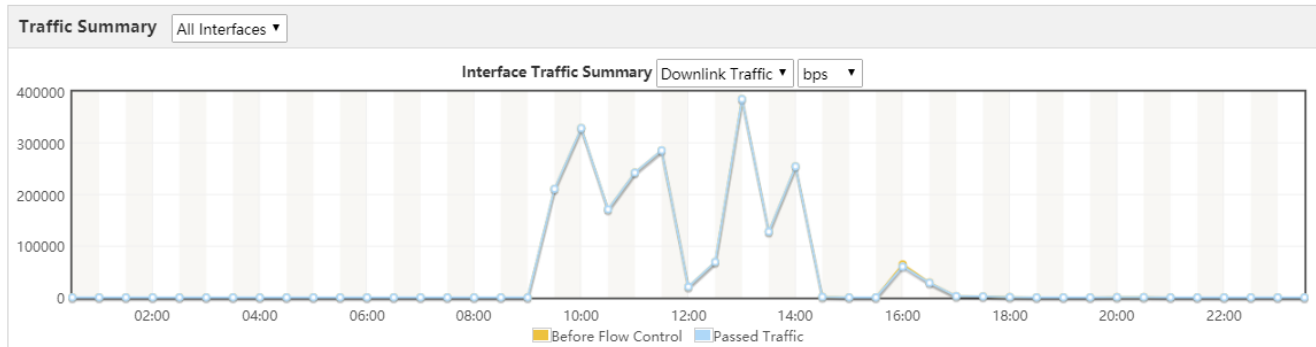 Traffic Summary All Interfaces
Interface Traffic Summary Downlink Traffic bps
400000
300000
200000
100000
0
02:00 04:00 06:00 08:00 10:00 12:00 14:00 16:00 18:00 20:00 22:00
Before Flow Control Passed Traffic